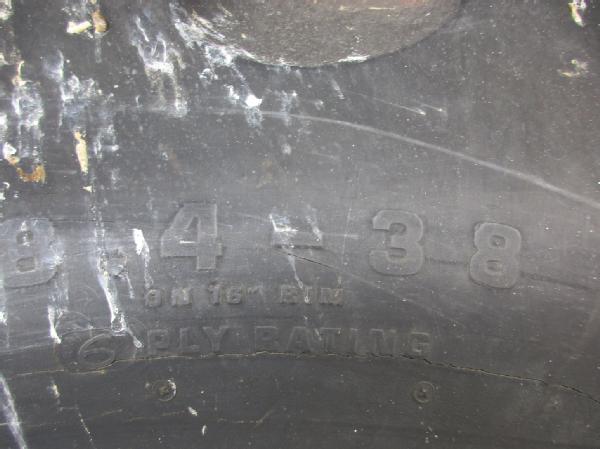 8.4-38
ON 16" RIM
6 PLY RATING